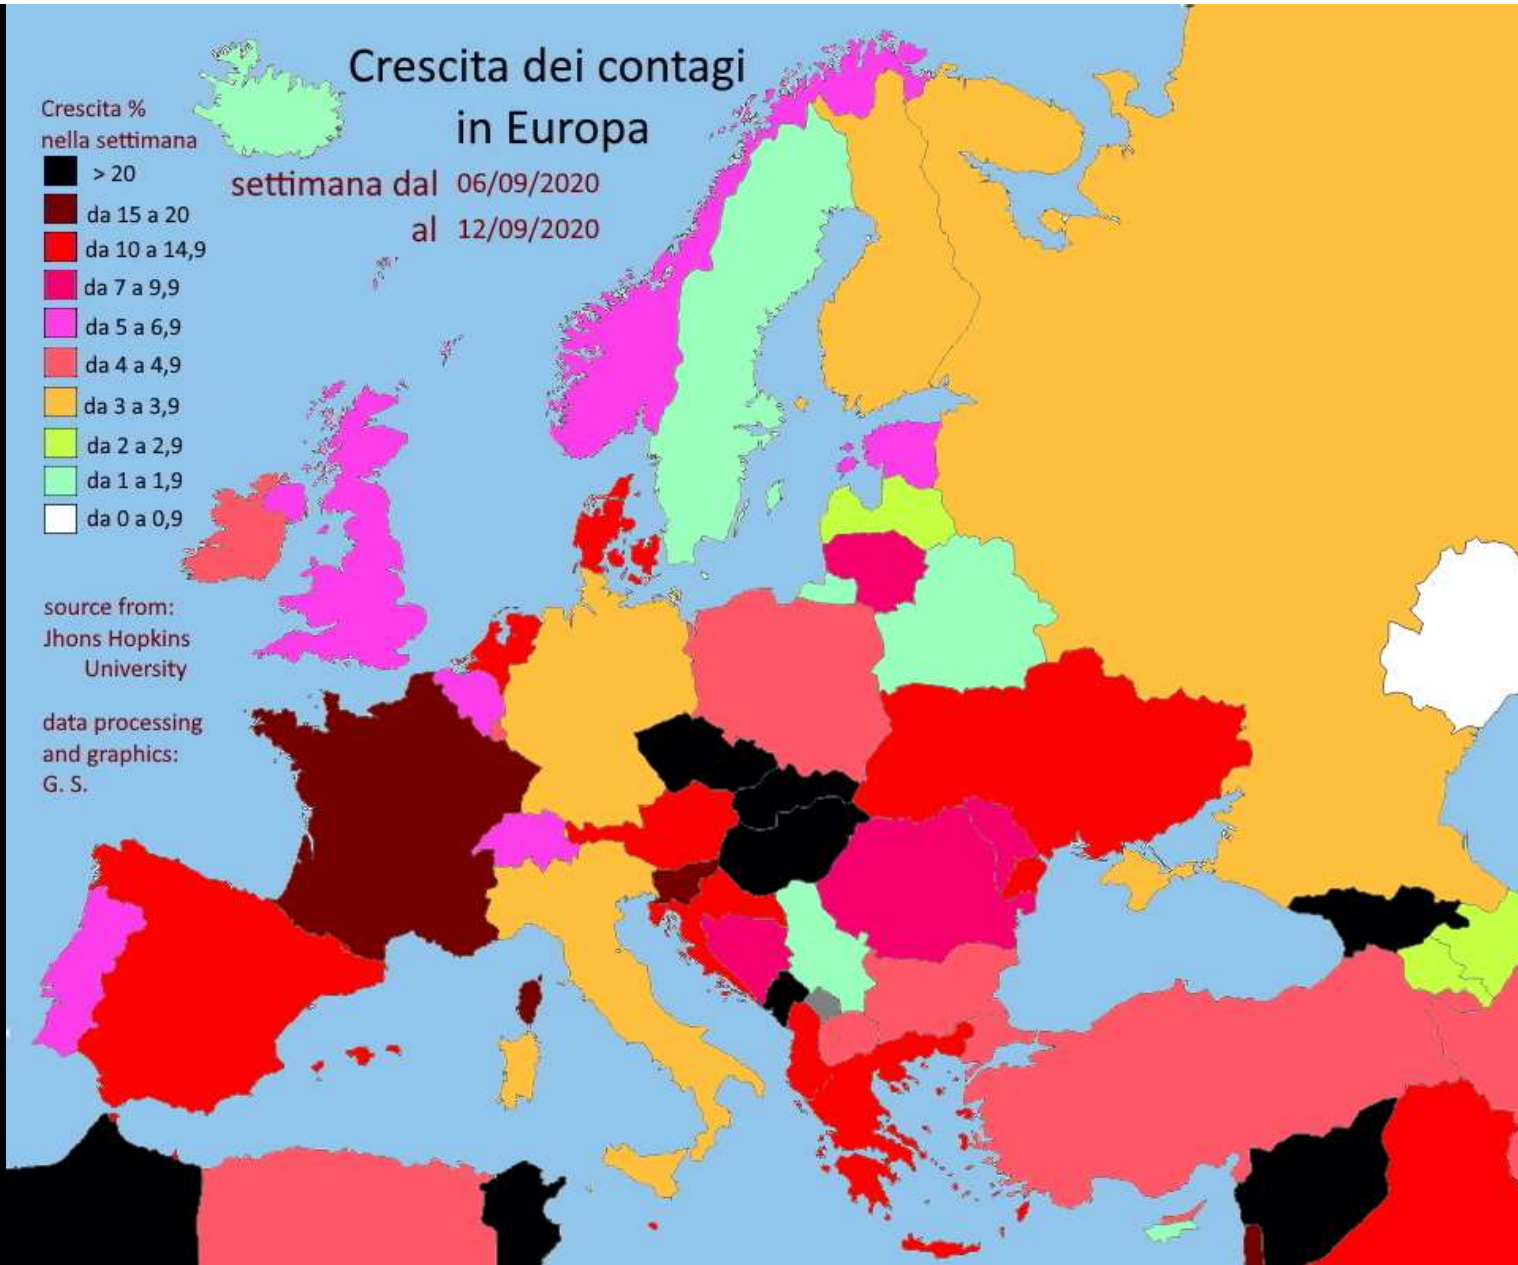 Crescita dei contagi
in Europa
settimana dal 06/09/2020
al 12/09/2020
Crescita %
nella settimana
> 20
da 15 a 20
da 10 a 14,9
da 7 a 9,9
da 5 a 6,9
da 4 a 4,9
da 3 a 3,9
da 2 a 2,9
da 1 a 1,9
da 0 a 0,9
source from:
Jhons Hopkins
University
data processing
and graphics:
G. S.